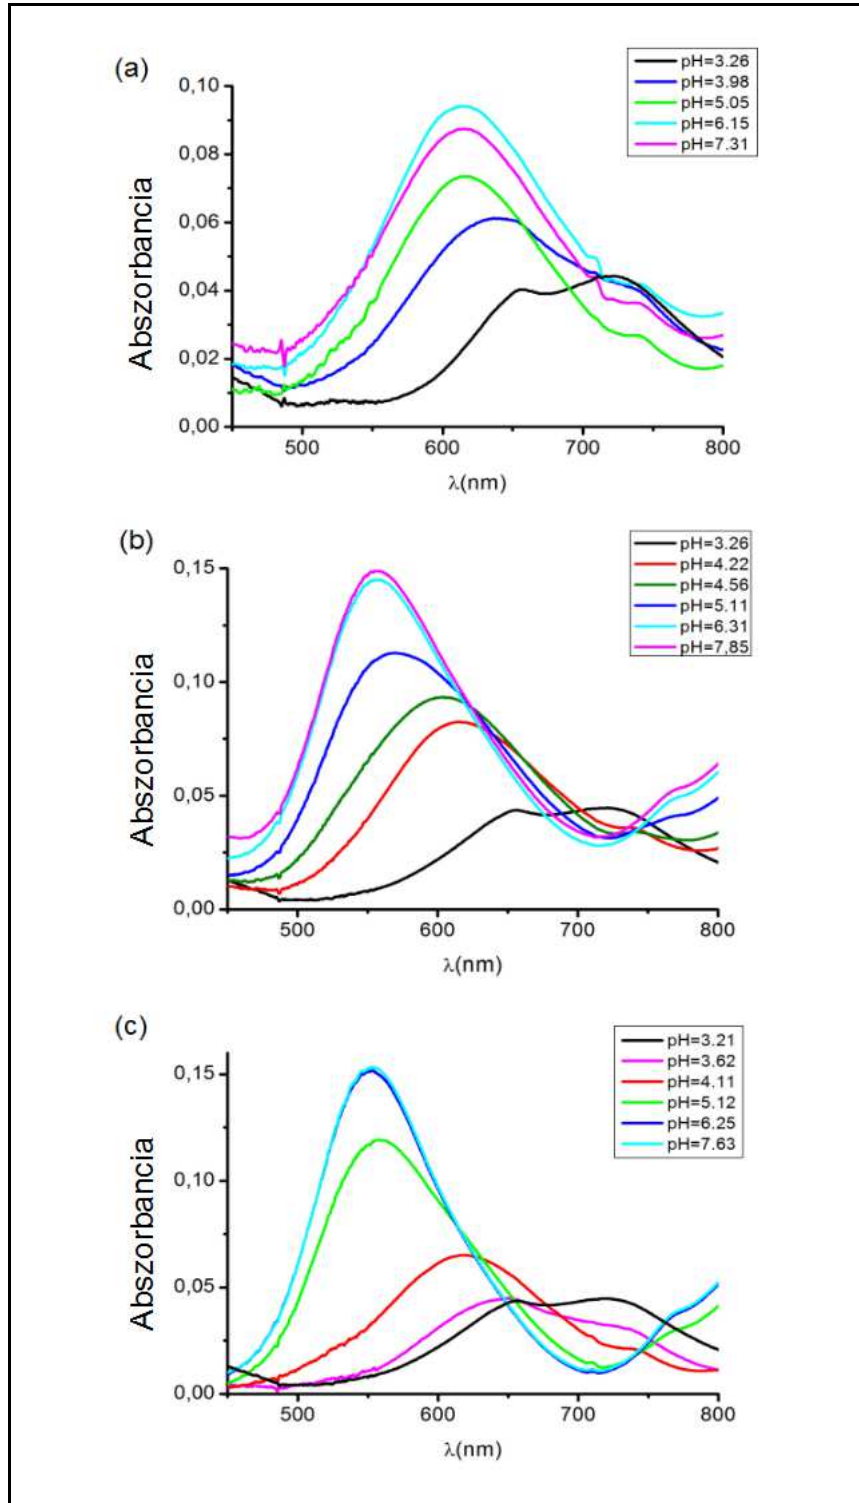 (a)
pH=3.26
pH=3.98
pH=5.05
pH=6.15
pH=7.31
0,10
0,08
0,06
0,04
0,02
0,00
Abszorbancia
500 600 700 800
λ(nm)
(b)
pH=3.26
pH=4.22
pH=4.56
pH=5.11
pH=6.31
pH=7,85
0,15
0,10
0,05
0,00
Abszorbancia
500 600 700 800
λ(nm)
(c)
pH=3.21
pH=3.62
pH=4.11
pH=5.12
pH=6.25
pH=7.63
0,15
0,10
0,05
0,00
Abszorbancia
500 600 700 800
λ(nm)